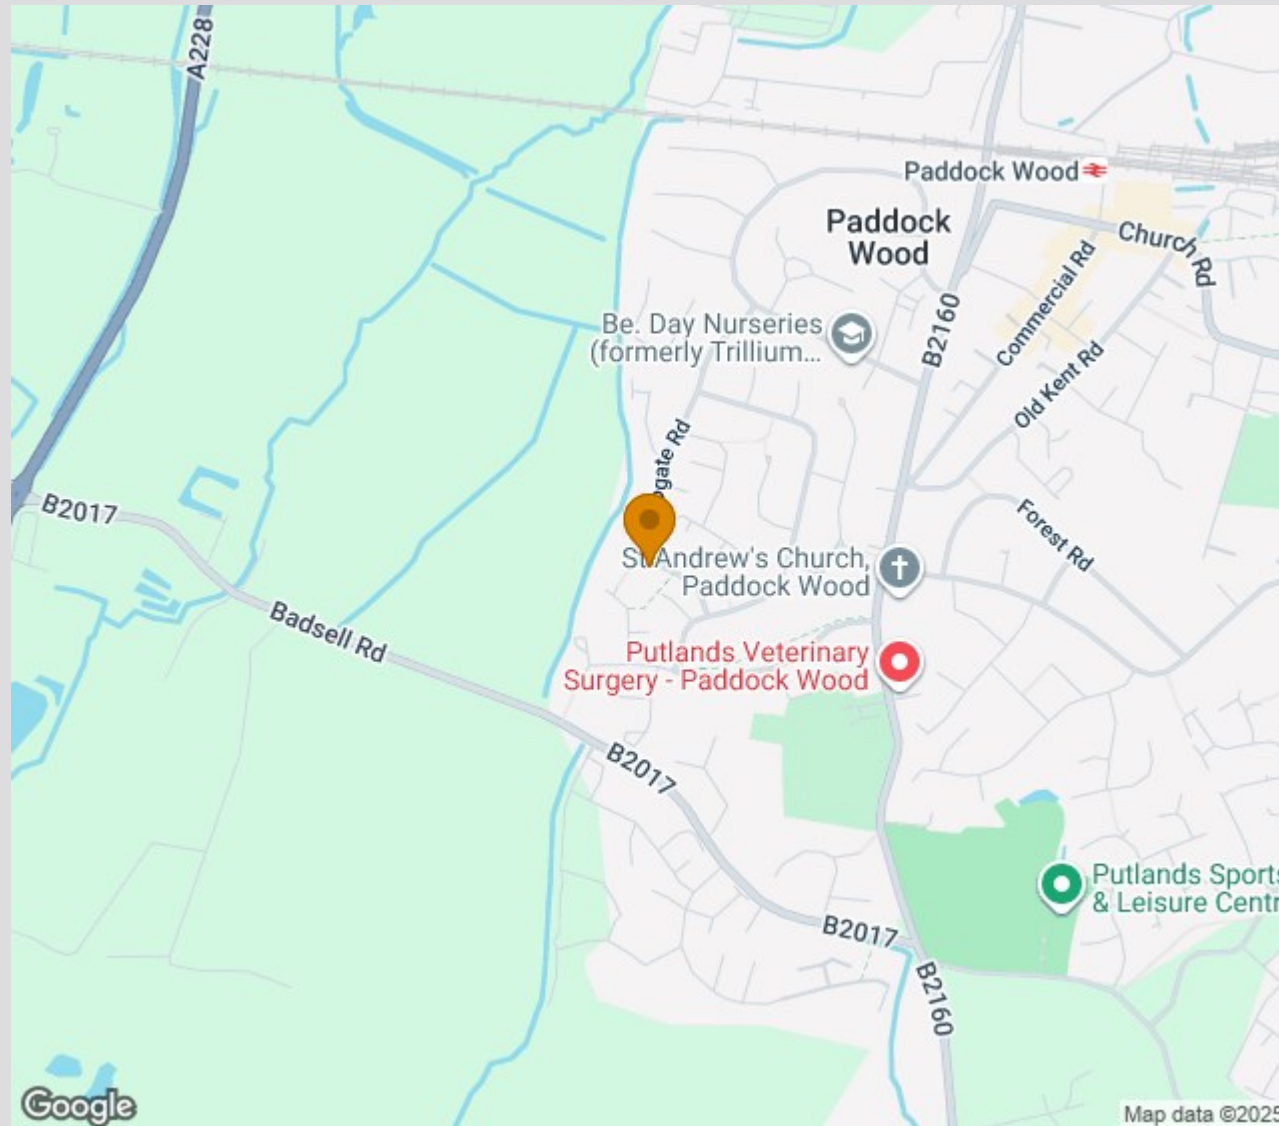 A228
Paddock Wood
Paddock
Wood
Church Rd
Commercial Rd
Be. Day Nurseries
(formerly Trillium...
B2160
Old Kent Rd
ogate Rd
B2017
Forest Rd
St Andrew's Church,
Paddock Wood
Badsell Rd
Putlands Veterinary
Surgery - Paddock Wood
B2017
Putlands Sports
& Leisure Centr
B2017
B2160
Google
Map data ©2025